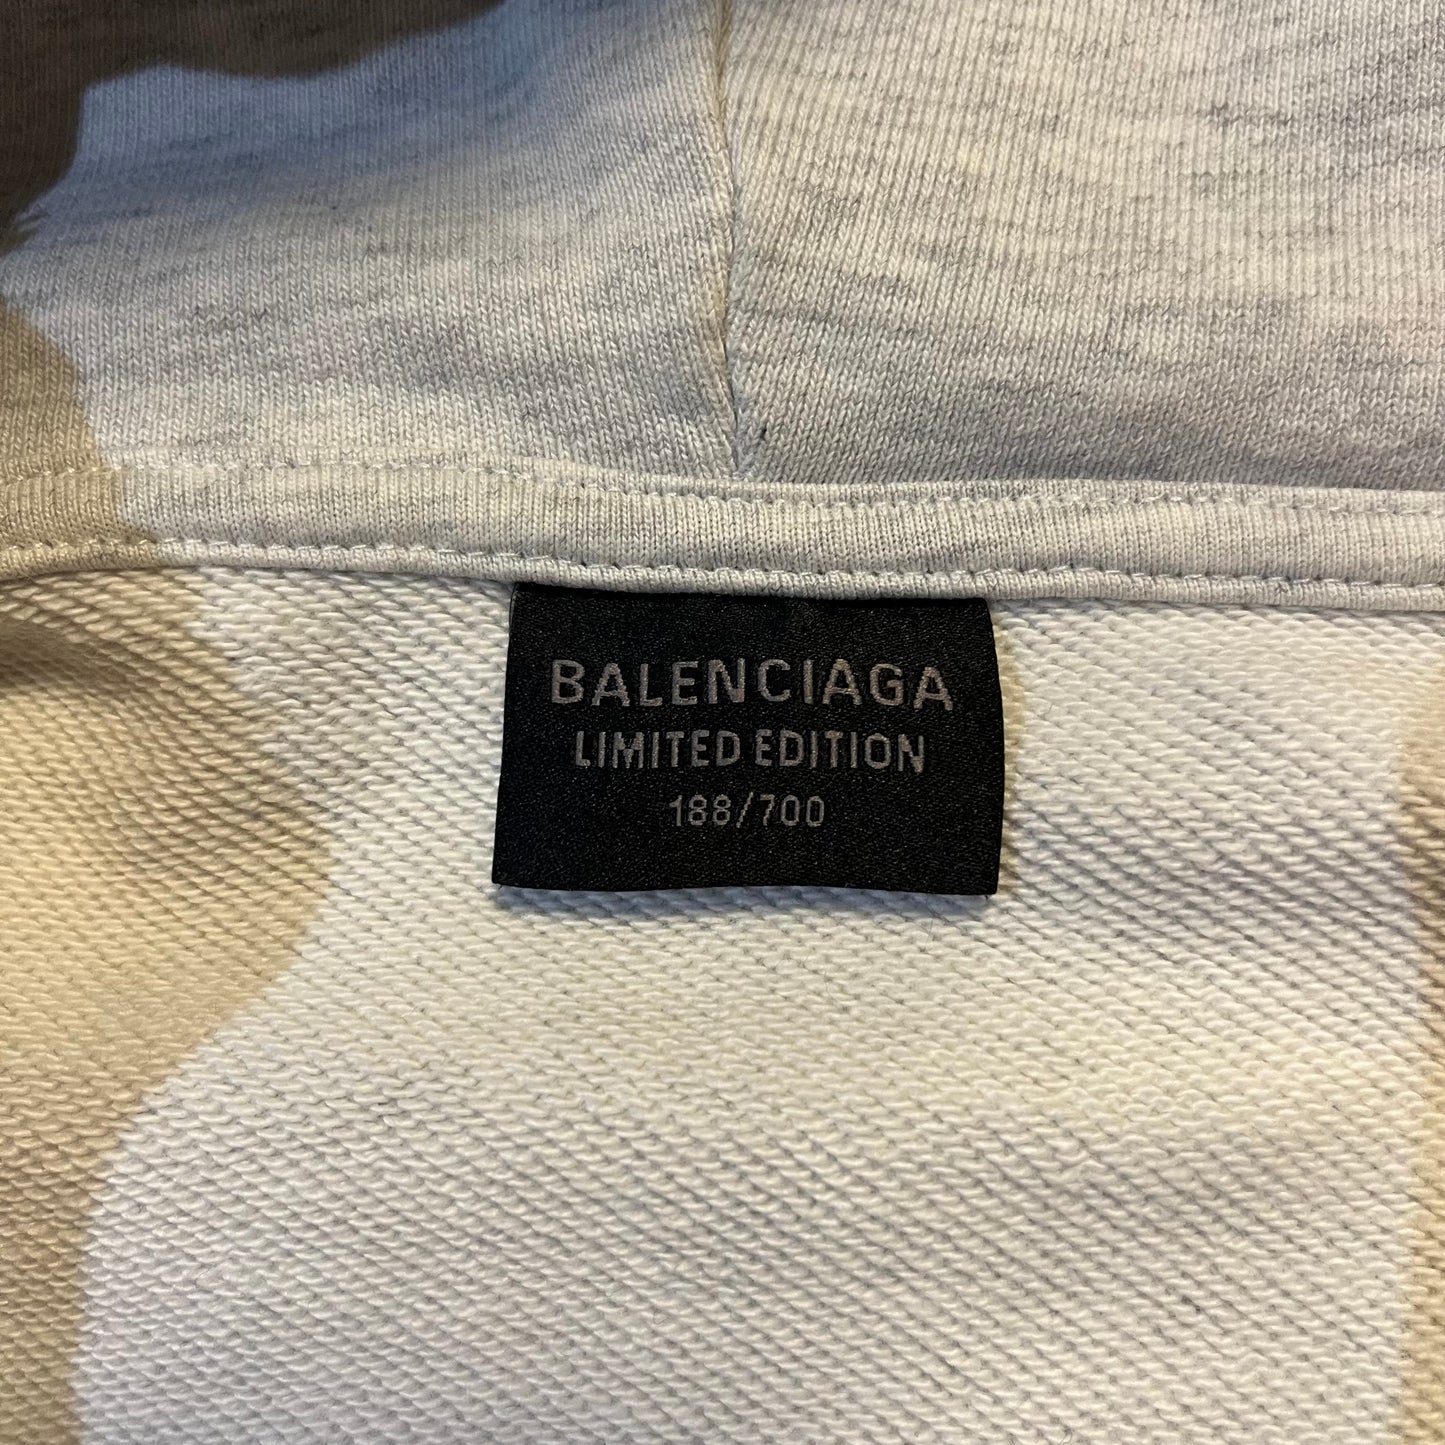 BALENCIAGA
LIMITED EDITION
188/700